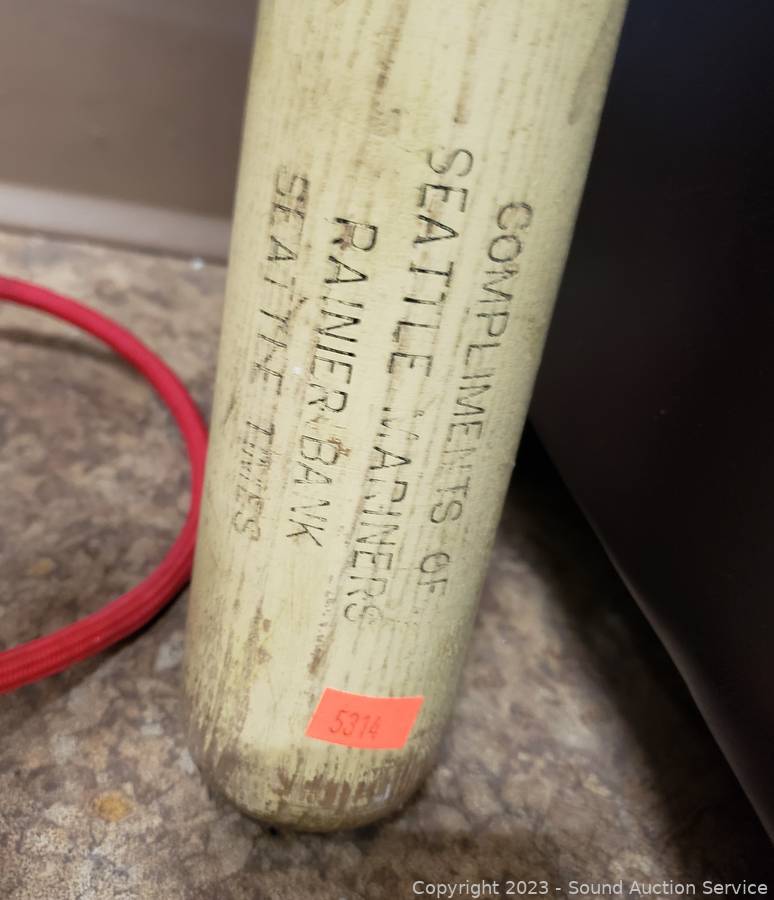 COMPLIMENTS OF
SEATTLE MARINERS
RAINIER BANK
SEATTLE TIMES
5314
Copyright 2023 - Sound Auction Service